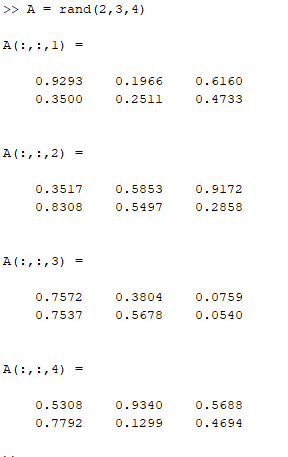 >> A = rand(2,3,4)
A(:,:,1) =
0.9293 0.1966 0.6160
0.3500 0.2511 0.4733
A(:,:,2) =
0.3517 0.5853 0.9172
0.8308 0.5497 0.2858
A(:,:,3) =
0.7572 0.3804 0.0759
0.7537 0.5678 0.0540
A(:,:,4) =
0.5308 0.9340 0.5688
0.7792 0.1299 0.4694